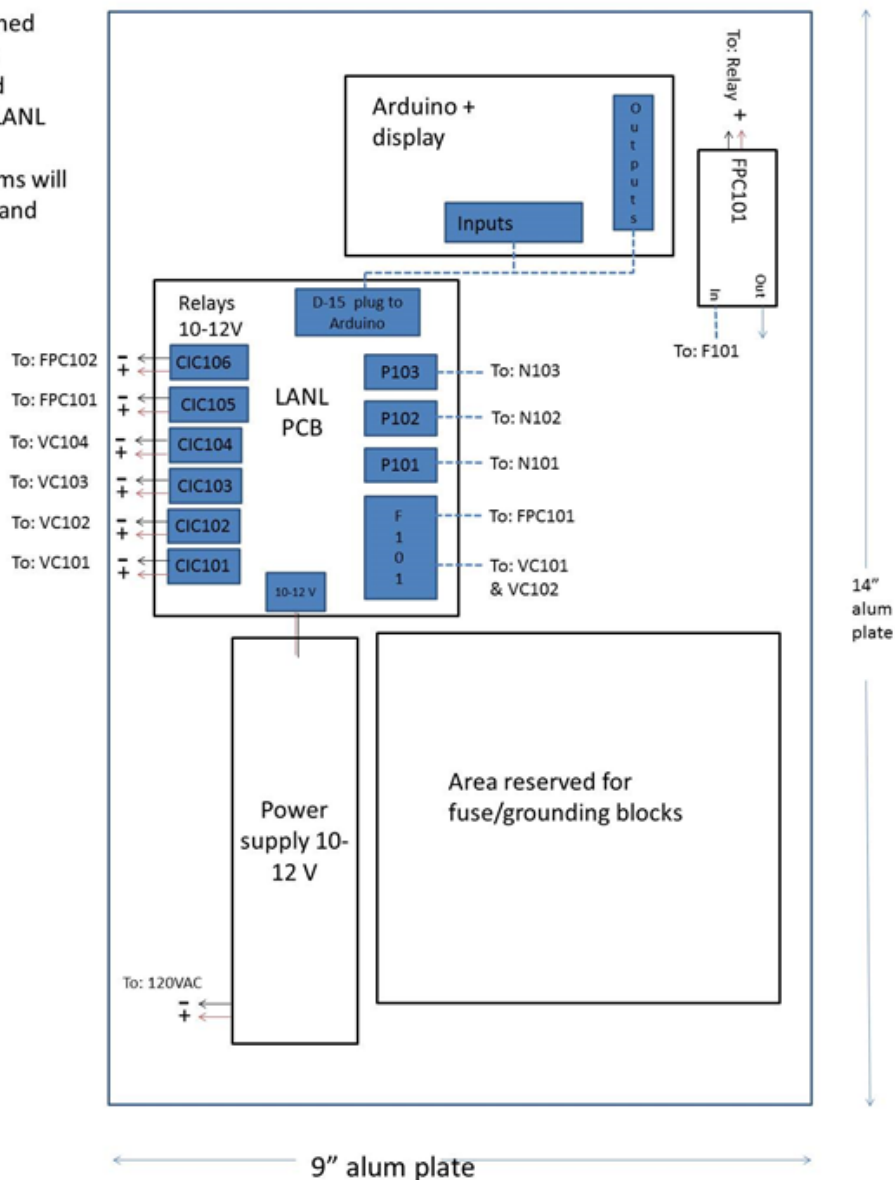 ned
d
LANL
ms will
and
Arduino +
display
Outputs
Inputs
To: Relay
+
FPC101
In
Out
To: F101
Relays
10-12V
D-15 plug to
Arduino
LANL
PCB
To: FPC102
-
+
CIC106
To: FPC101
-
+
CIC105
To: VC104
-
+
CIC104
To: VC103
-
+
CIC103
To: VC102
-
+
CIC102
To: VC101
-
+
CIC101
P103
To: N103
P102
To: N102
P101
To: N101
F101
To: FPC101
To: VC101
& VC102
10-12 V
14”
alum
plate
Power
supply 10-
12 V
Area reserved for
fuse/grounding blocks
To: 120VAC
-
+
9” alum plate